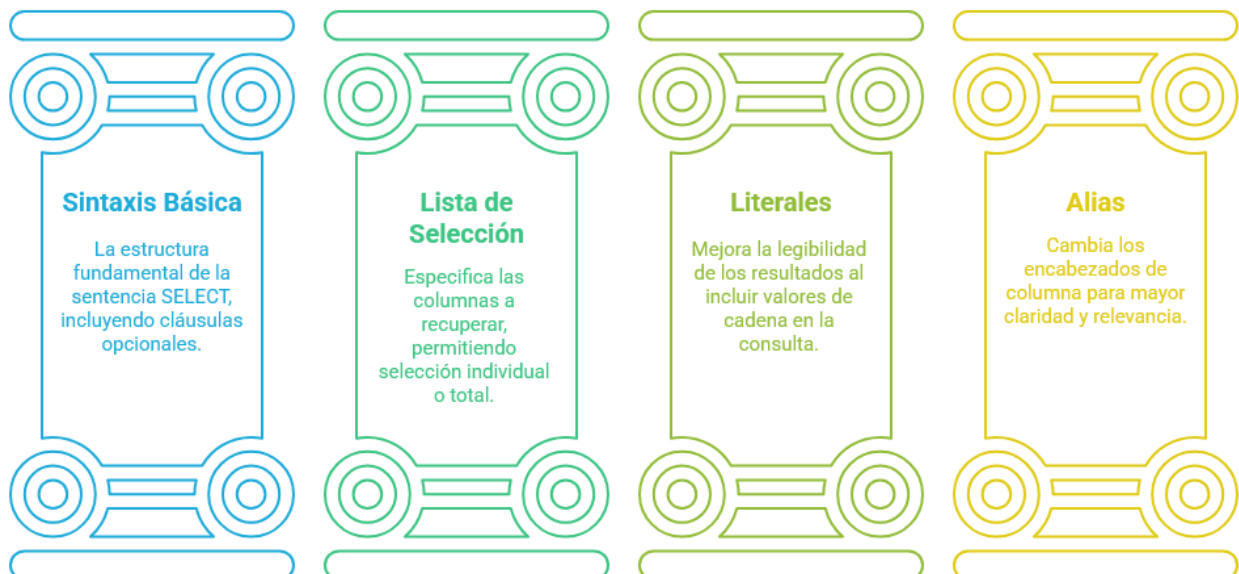 Sintaxis Básica
La estructura
fundamental de la
sentencia SELECT,
incluyendo cláusulas
opcionales.
Lista de
Selección
Especifica las
columnas a
recuperar,
permitiendo
selección individual
o total.
Literales
Mejora la legibilidad
de los resultados al
incluir valores de
cadena en la
consulta.
Alias
Cambia los
encabezados de
columna para mayor
claridad y relevancia.